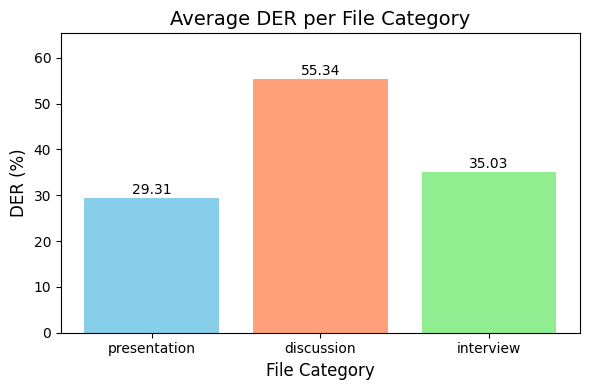 Average DER per File Category
DER (%)
60
50
40
30
20
10
0
29.31
55.34
35.03
presentation
discussion
interview
File Category